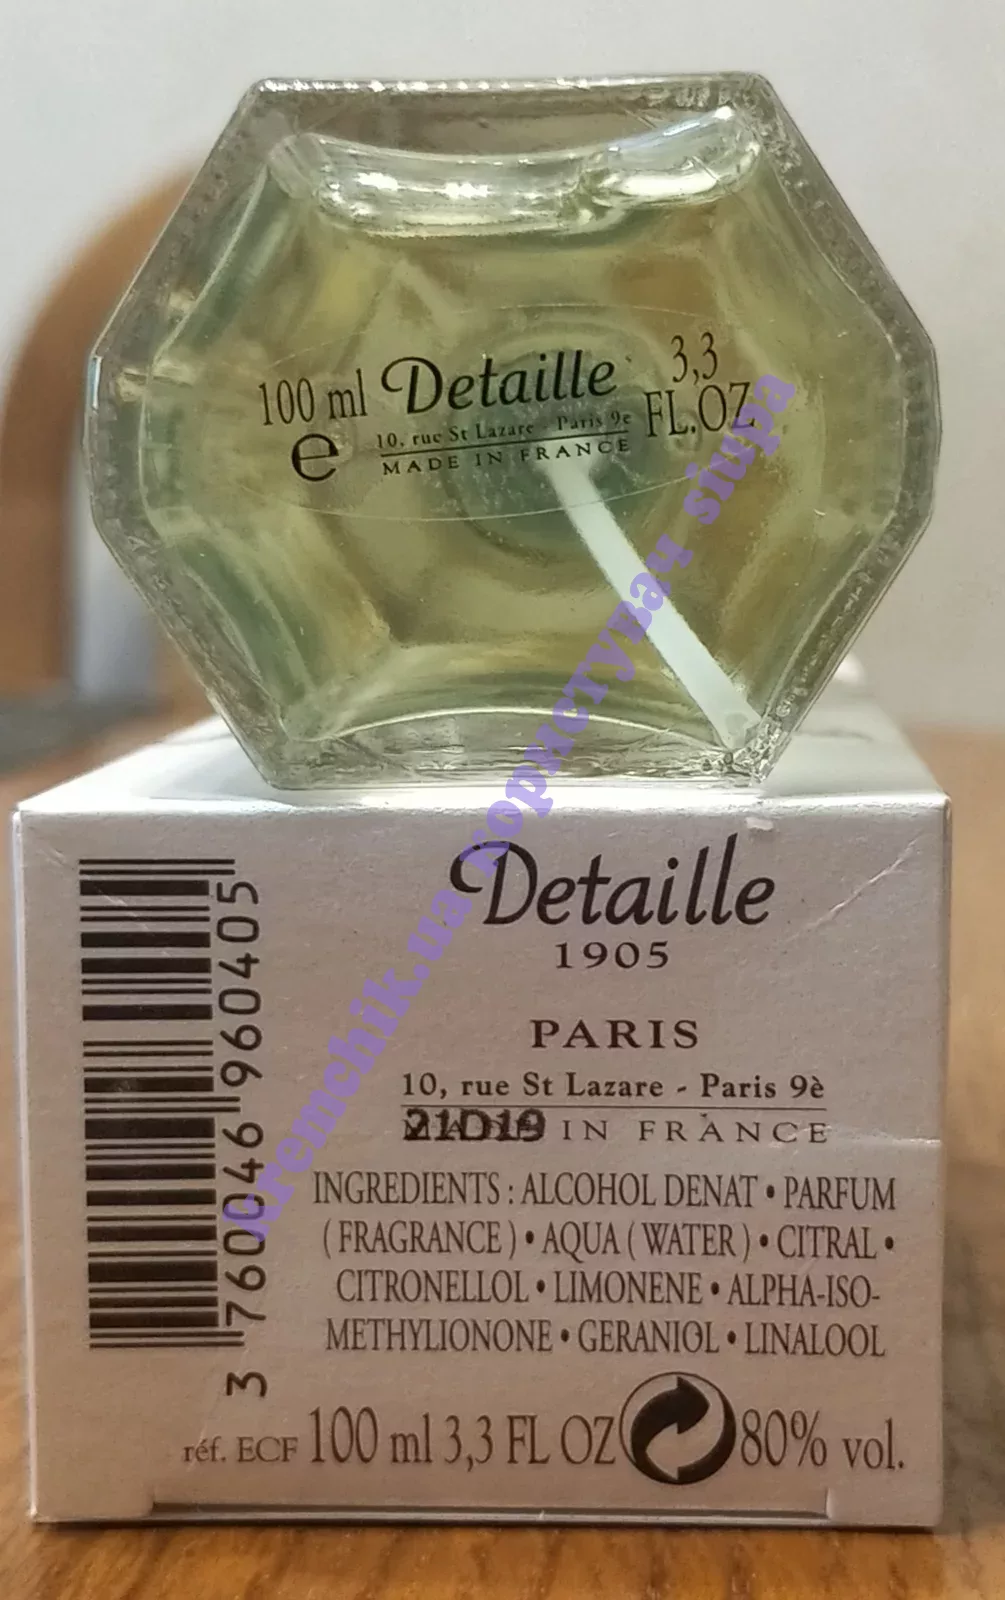 100 ml Detaille 3,3 FL.OZ
e 10, rue St Lazare - Paris 9e
MADE IN FRANCE
Detaille
1905
PARIS
10, rue St Lazare - Paris 9è
MADE IN FRANCE
21D19
INGREDIENTS : ALCOHOL DENAT • PARFUM
( FRAGRANCE ) • AQUA ( WATER ) • CITRAL •
CITRONELLOL • LIMONENE • ALPHA-ISO-
METHYLIONONE • GERANIOL • LINALOOL
réf. ECF 100 ml 3,3 FL OZ 80% vol.
3 760046 960405
kremchik.ua Користувач siupa